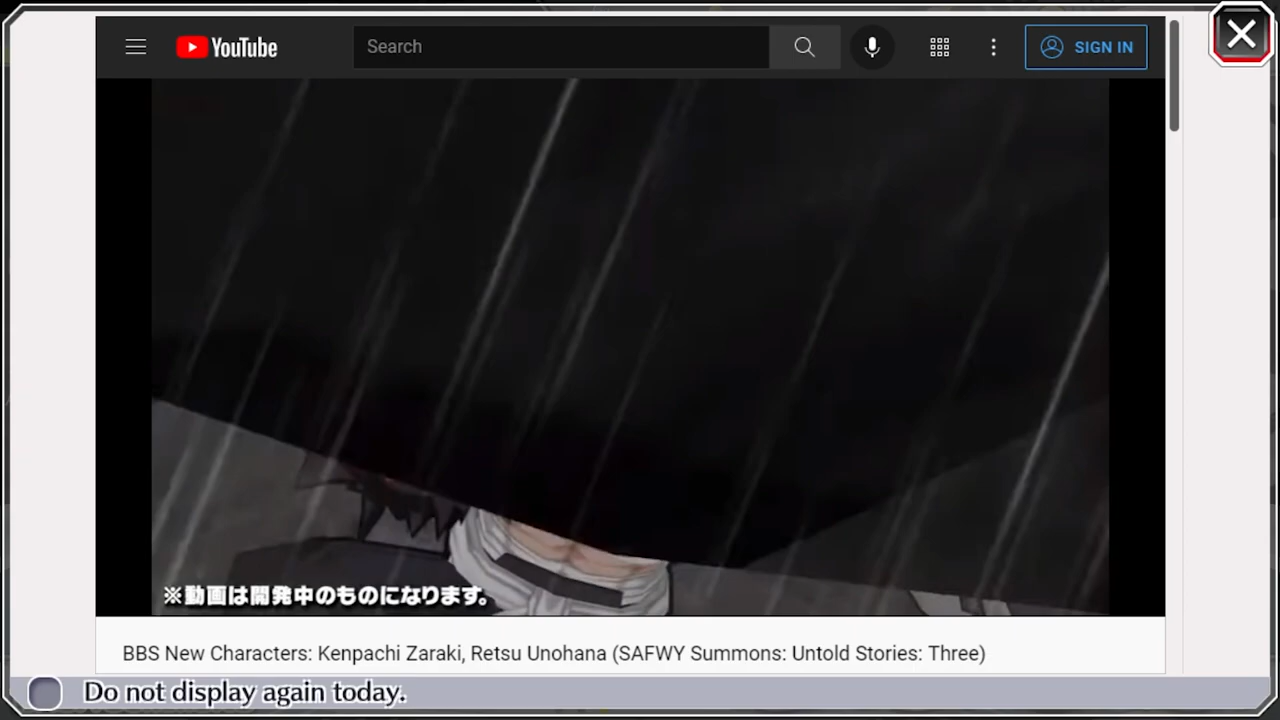 YouTube
Search
SIGN IN
※動画は開発中のものになります。
BBS New Characters: Kenpachi Zaraki, Retsu Unohana (SAFWY Summons: Untold Stories: Three)
Do not display again today.